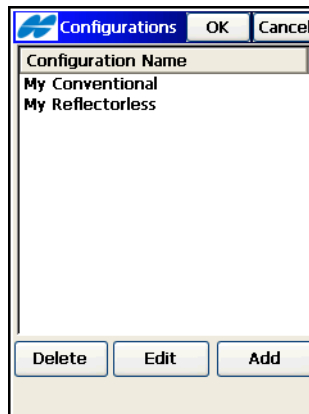 Configurations OK Cancel
Configuration Name
My Conventional
My Reflectorless
Delete Edit Add